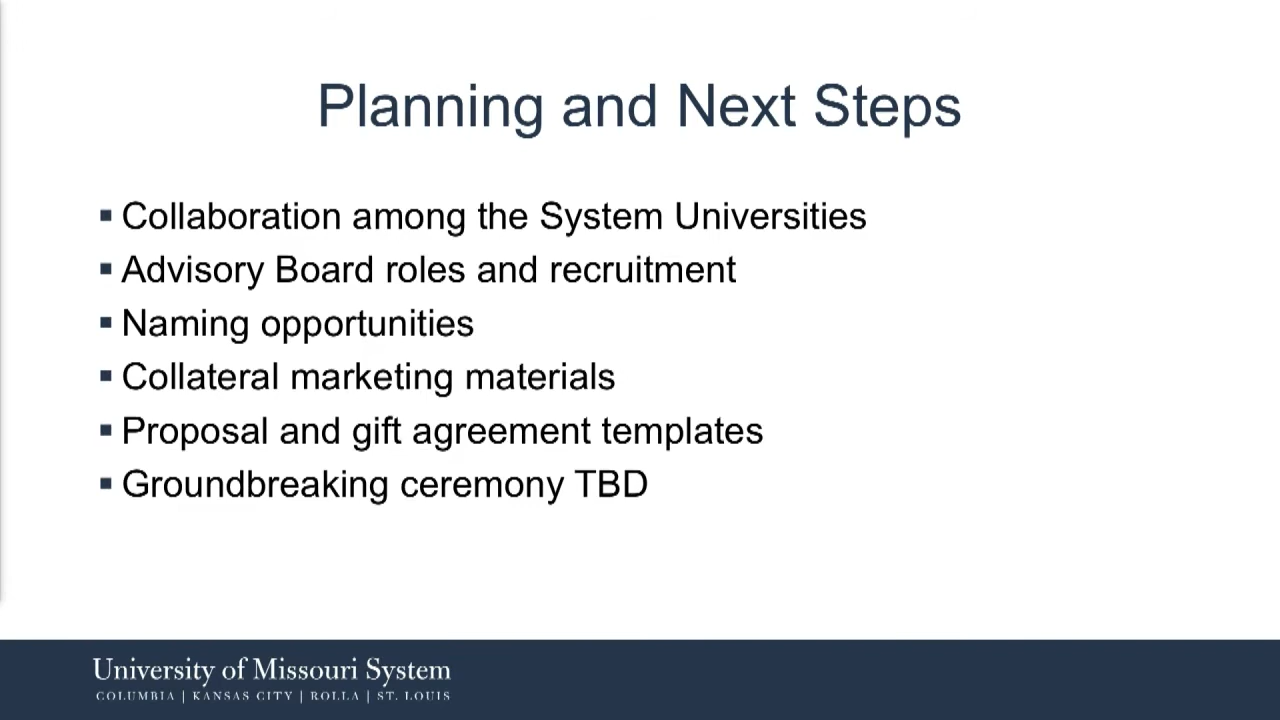 Planning and Next Steps
▪ Collaboration among the System Universities
▪ Advisory Board roles and recruitment
▪ Naming opportunities
▪ Collateral marketing materials
▪ Proposal and gift agreement templates
▪ Groundbreaking ceremony TBD
University of Missouri System
COLUMBIA | KANSAS CITY | ROLLA | ST. LOUIS